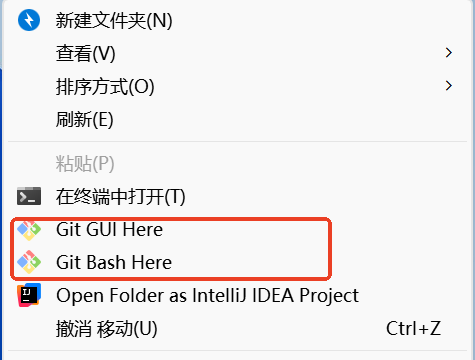 新建文件夹(N)
查看(V)
排序方式(O)
刷新(E)
粘贴(P)
在终端中打开(T)
Git GUI Here
Git Bash Here
Open Folder as IntelliJ IDEA Project
撤消 移动(U) Ctrl+Z